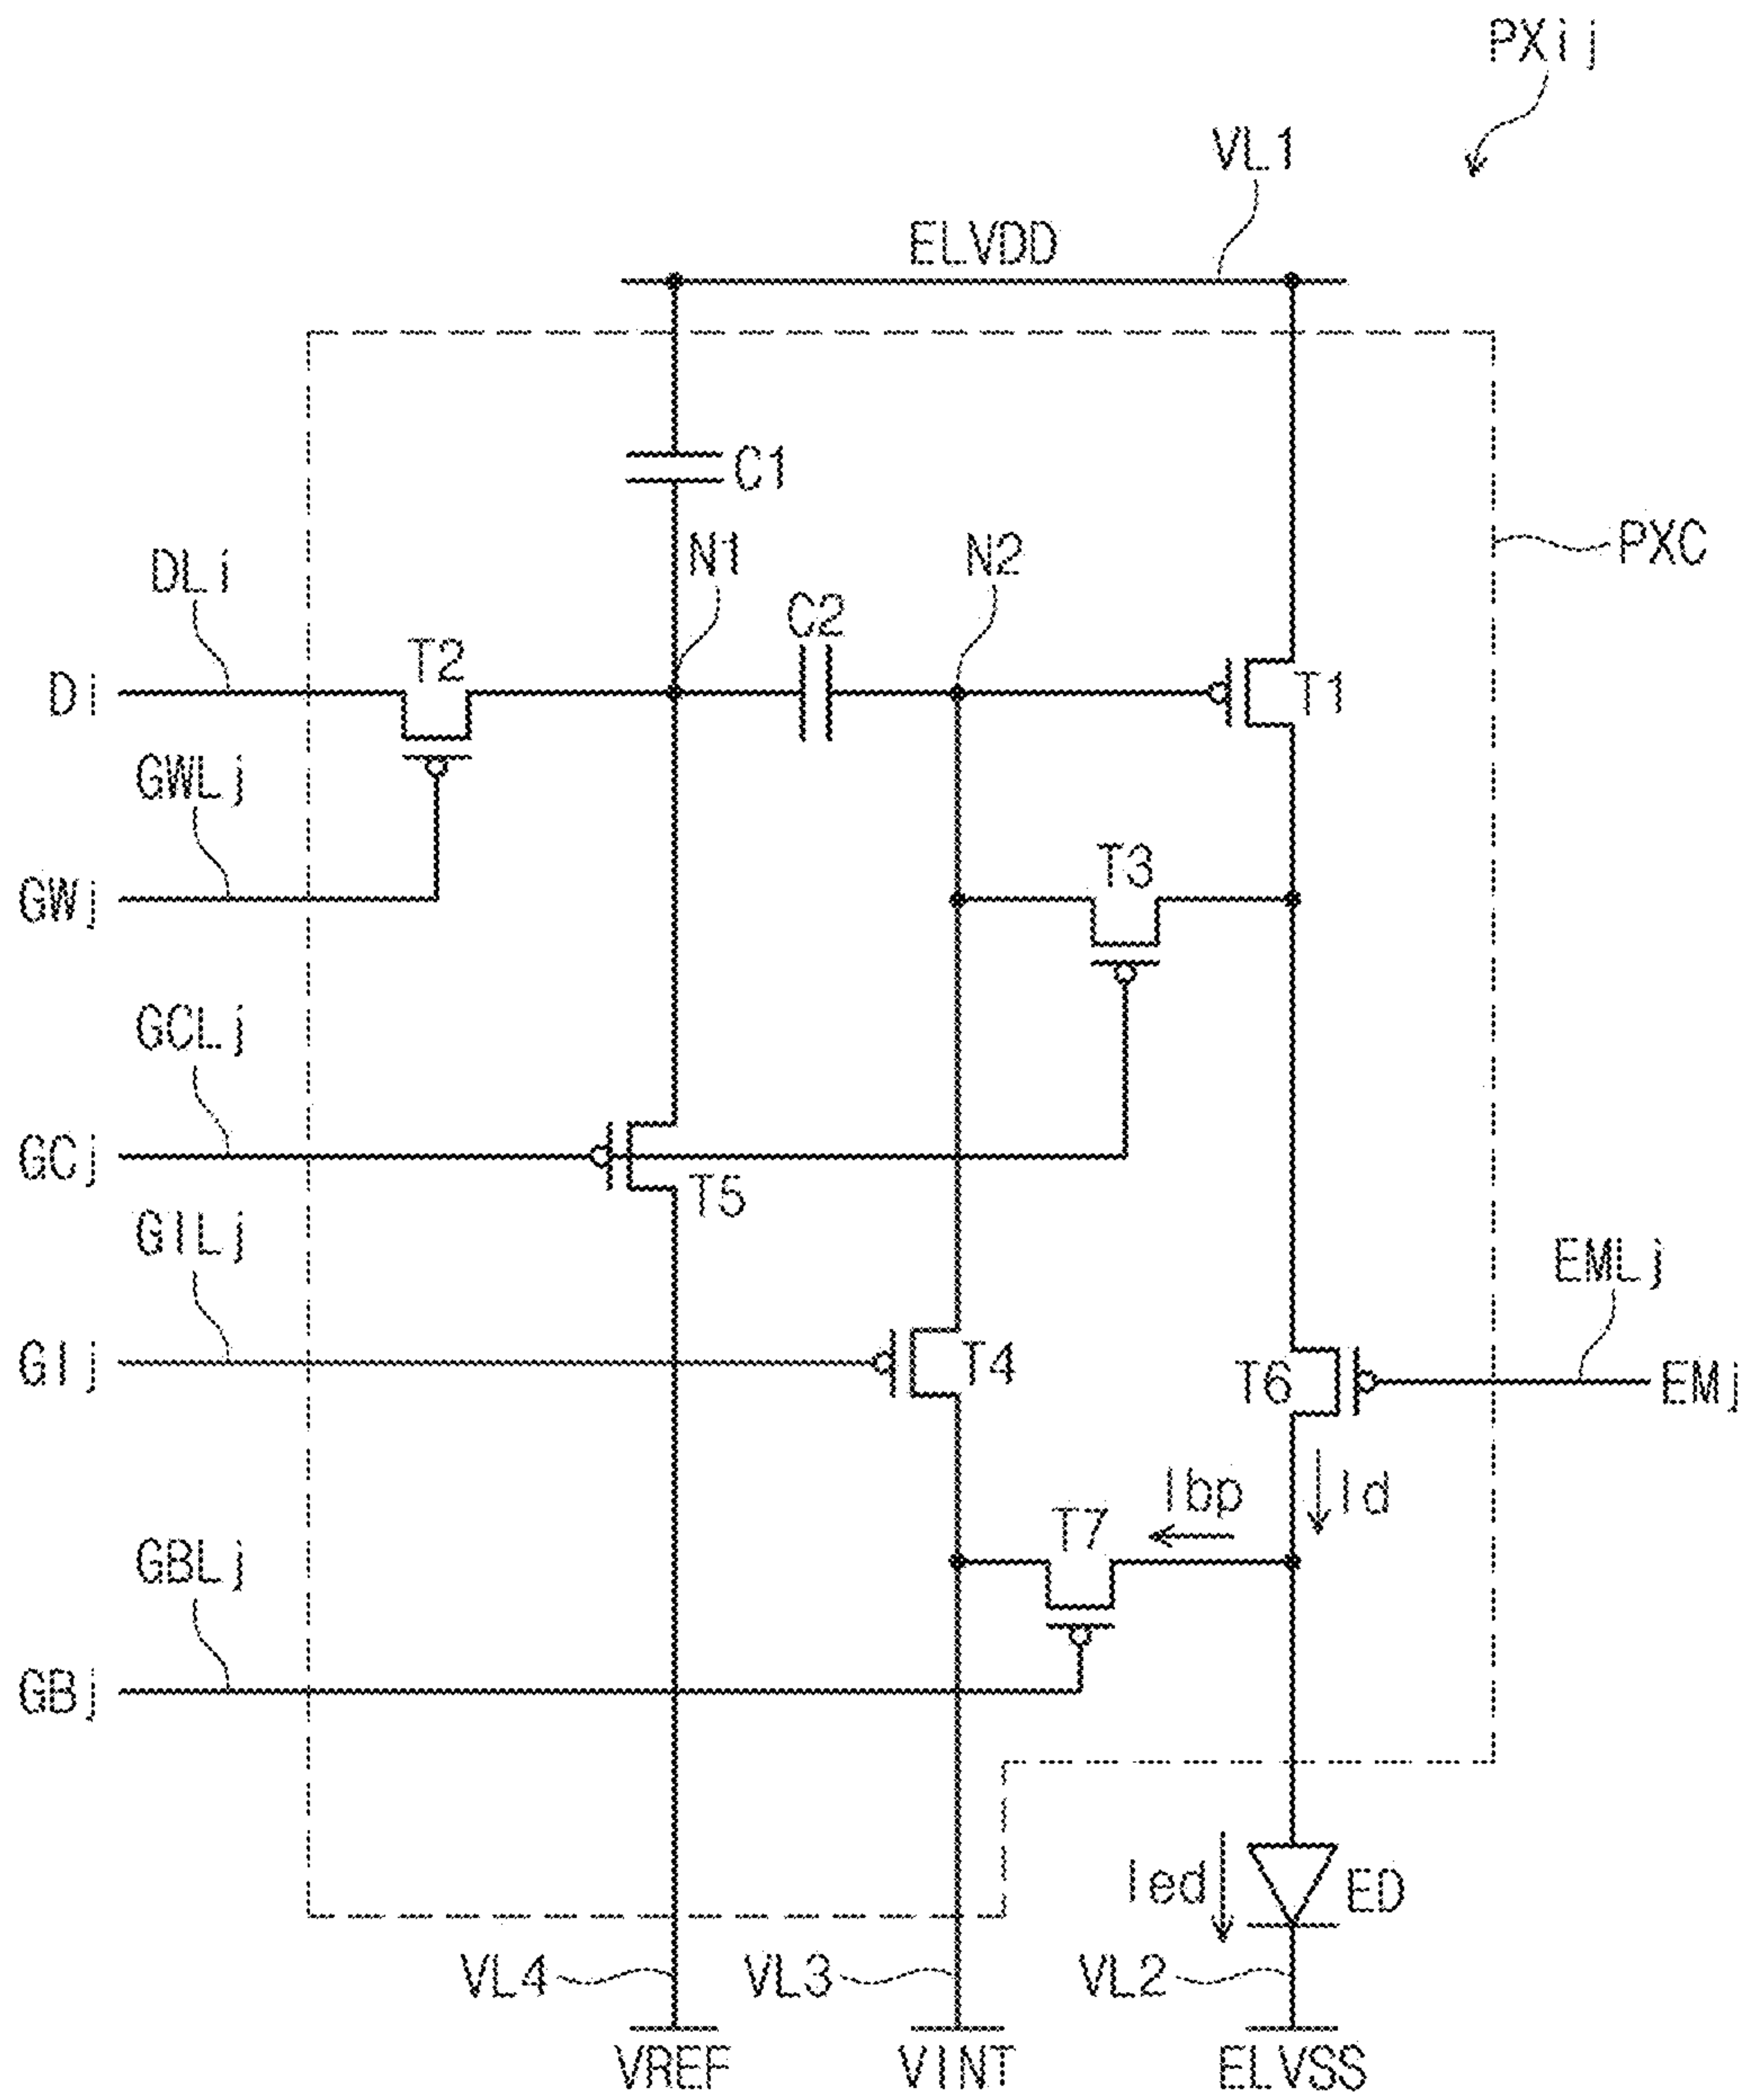 PXij
VL1
ELVDD
C1
N1
N2
PXC
DLi
C2
T2
Di
T1
GWLj
GWj
T3
GCLj
GCj
T5
GILj
EMLj
GIj
T4
T6
EMj
Ibp
Id
T7
GBLj
GBj
Ied
ED
VL4
VL3
VL2
VREF
VINT
ELVSS